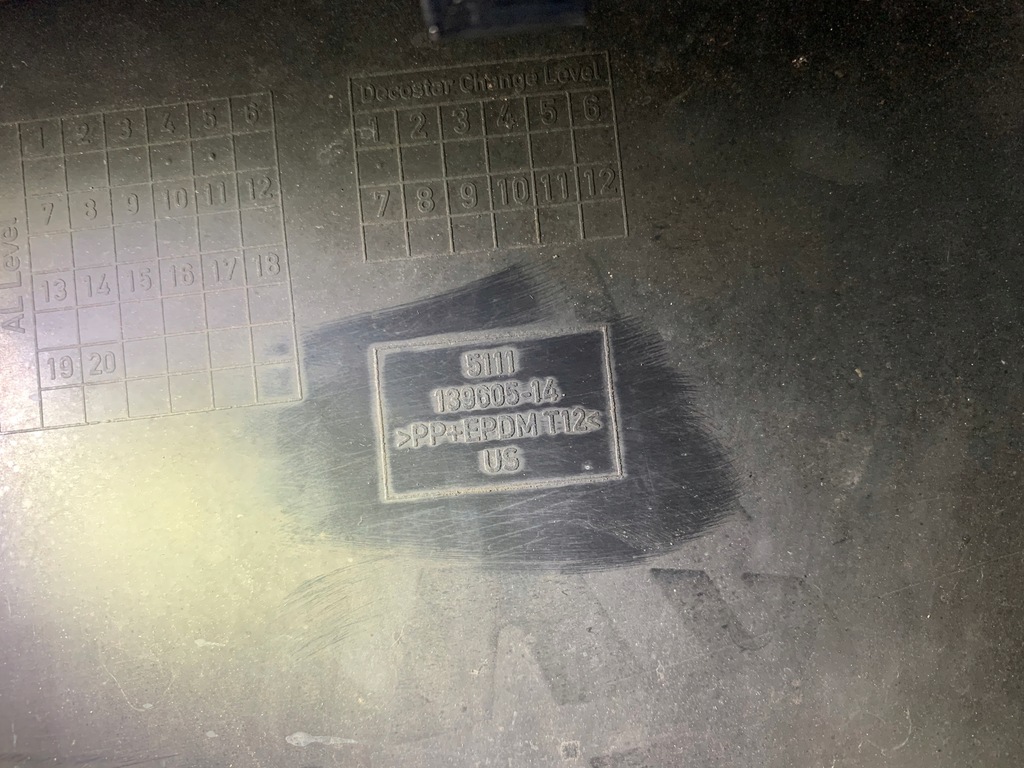 AI Level
1 2 3 4 5 6
7 8 9 10 11 12
13 14 15 16 17 18
19 20
Decostar Change Level
1 2 3 4 5 6
7 8 9 10 11 12
5111
139605-14
>PP+EPDM T12<
US